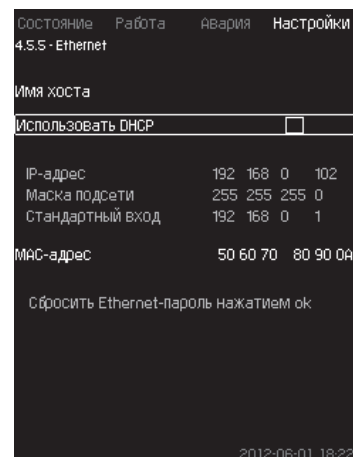 Состояние Работа Авария Настройки
4.5.5 - Ethernet
Имя хоста
Использовать DHCP
IP-адрес 192 168 0 102
Маска подсети 255 255 255 0
Стандартный вход 192 168 0 1
MAC-адрес 50 60 70 80 90 0A
Сбросить Ethernet-пароль нажатием ok
2012-06-01 18:22